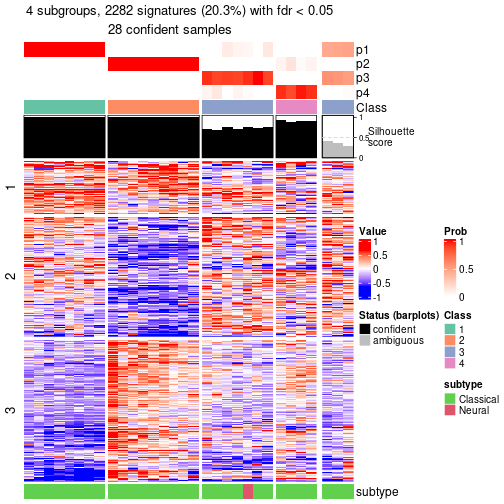 4 subgroups, 2282 signatures (20.3%) with fdr < 0.05
28 confident samples
p1
p2
p3
p4
Class
1
0.5
0
Silhouette
score
1
2
3
Value
1
0.5
0
-0.5
-1
Prob
1
0.5
0
Status (barplots)
confident
ambiguous
Class
1
2
3
4
subtype
Classical
Neural
subtype